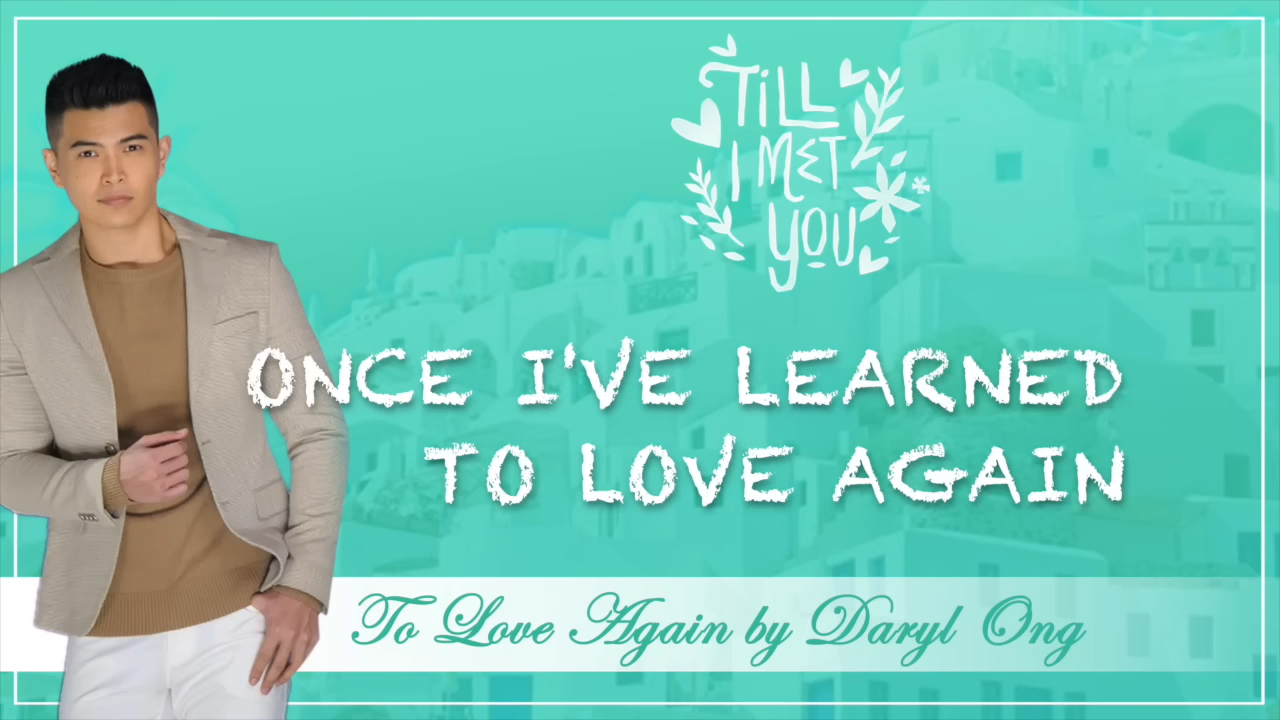 TiLL
I MET
YOU
ONCE I'VE LEARNED
TO LOVE AGAIN
To Love Again by Daryl Ong